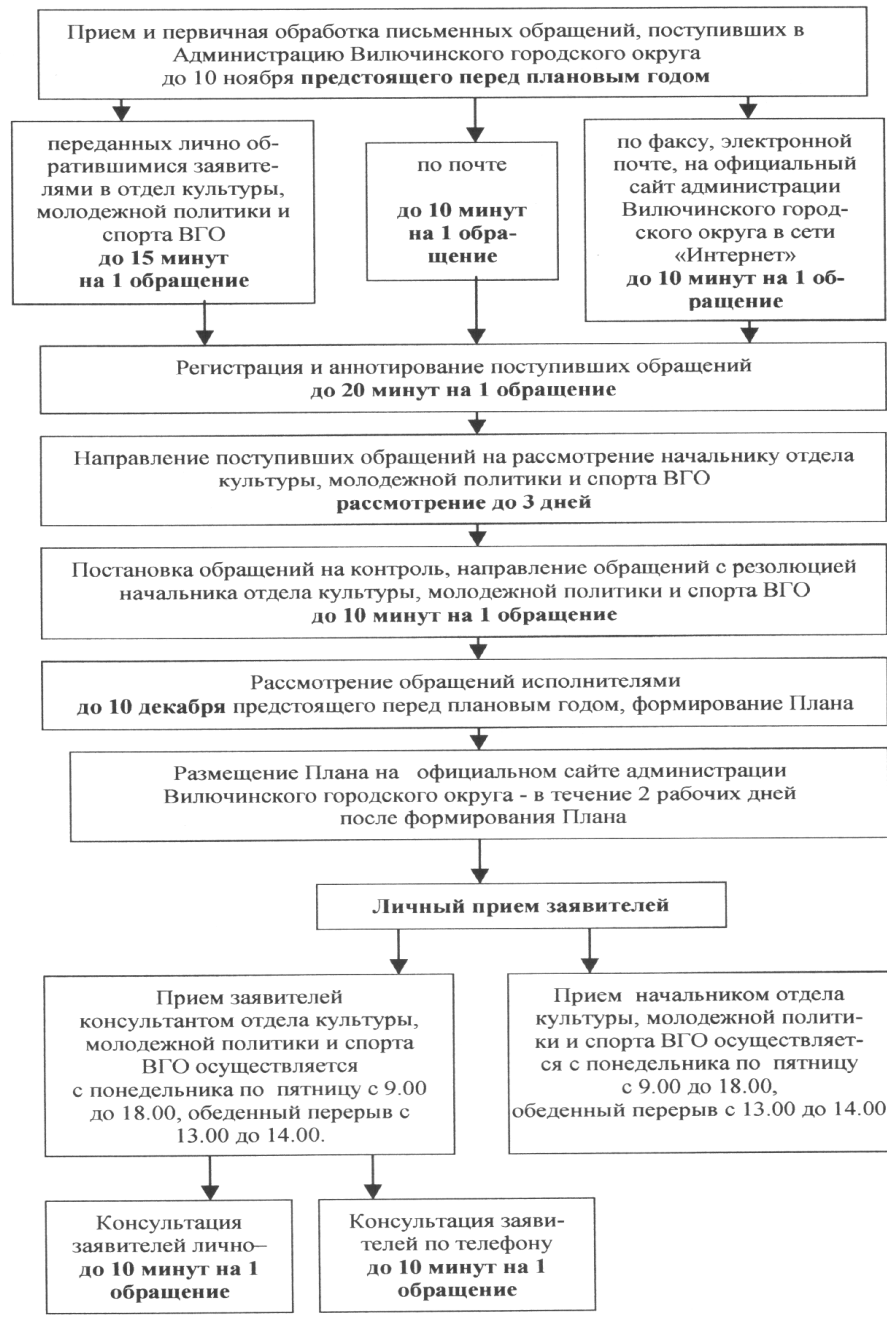 Прием и первичная обработка письменных обращений, поступивших в
Администрацию Вилючинского городского округа
до 10 ноября предстоящего перед плановым годом
переданных лично об-
ратившимися заявите-
лями в отдел культуры,
молодежной политики и
спорта ВГО
до 15 минут
на 1 обращение
по почте
до 10 минут
на 1 обра-
щение
по факсу, электронной
почте, на официальный
сайт администрации
Вилючинского город-
ского округа в сети
«Интернет»
до 10 минут на 1 об-
ращение
Регистрация и аннотирование поступивших обращений
до 20 минут на 1 обращение
Направление поступивших обращений на рассмотрение начальнику отдела
культуры, молодежной политики и спорта ВГО
рассмотрение до 3 дней
Постановка обращений на контроль, направление обращений с резолюцией
начальника отдела культуры, молодежной политики и спорта ВГО
до 10 минут на 1 обращение
Рассмотрение обращений исполнителями
до 10 декабря предстоящего перед плановым годом, формирование Плана
Размещение Плана на официальном сайте администрации
Вилючинского городского округа - в течение 2 рабочих дней
после формирования Плана
Личный прием заявителей
Прием заявителей
консультантом отдела культуры,
молодежной политики и спорта
ВГО осуществляется
с понедельника по пятницу с 9.00
до 18.00, обеденный перерыв с
13.00 до 14.00.
Прием начальником отдела
культуры, молодежной полити-
ки и спорта ВГО осуществляет-
ся с понедельника по пятницу
с 9.00 до 18.00,
обеденный перерыв с 13.00 до 14.00
Консультация
заявителей лично–
до 10 минут на 1
обращение
Консультация заяви-
телей по телефону
до 10 минут на 1
обращение